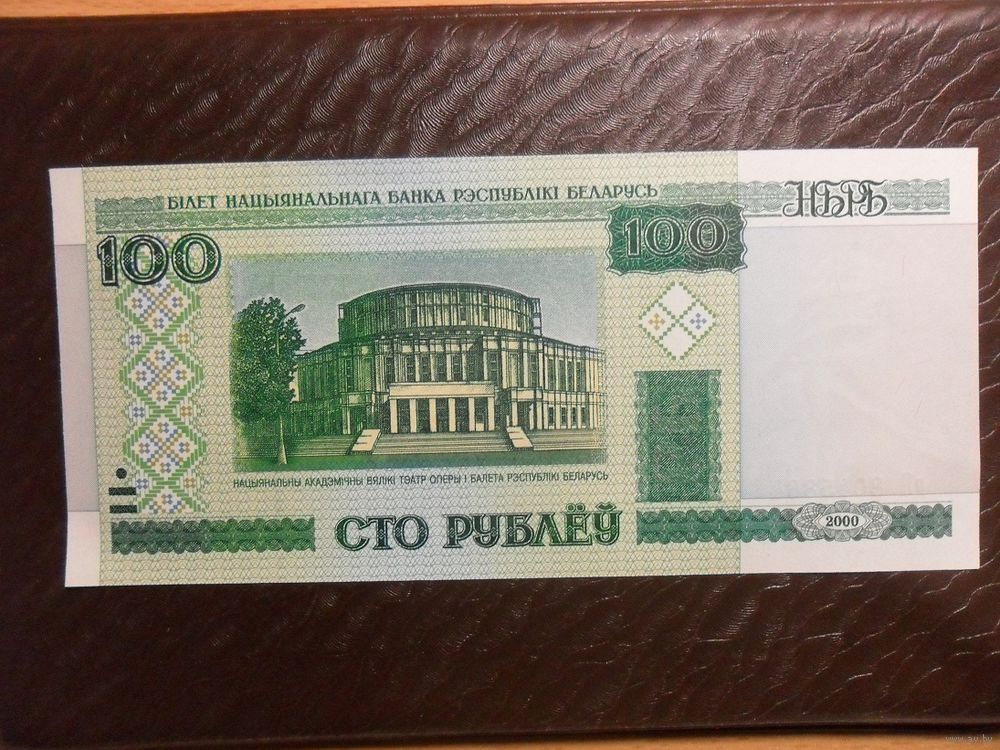 БІЛЕТ НАЦЫЯНАЛЬНАГА БАНКА РЭСПУБЛІКІ БЕЛАРУСЬ
НБРБ
100
100
НАЦЫЯНАЛЬНЫ АКАДЭМІЧНЫ ВЯЛІКІ ТЭАТР ОПЕРЫ І БАЛЕТА РЭСПУБЛІКІ БЕЛАРУСЬ
СТО РУБЛЁЎ
2000